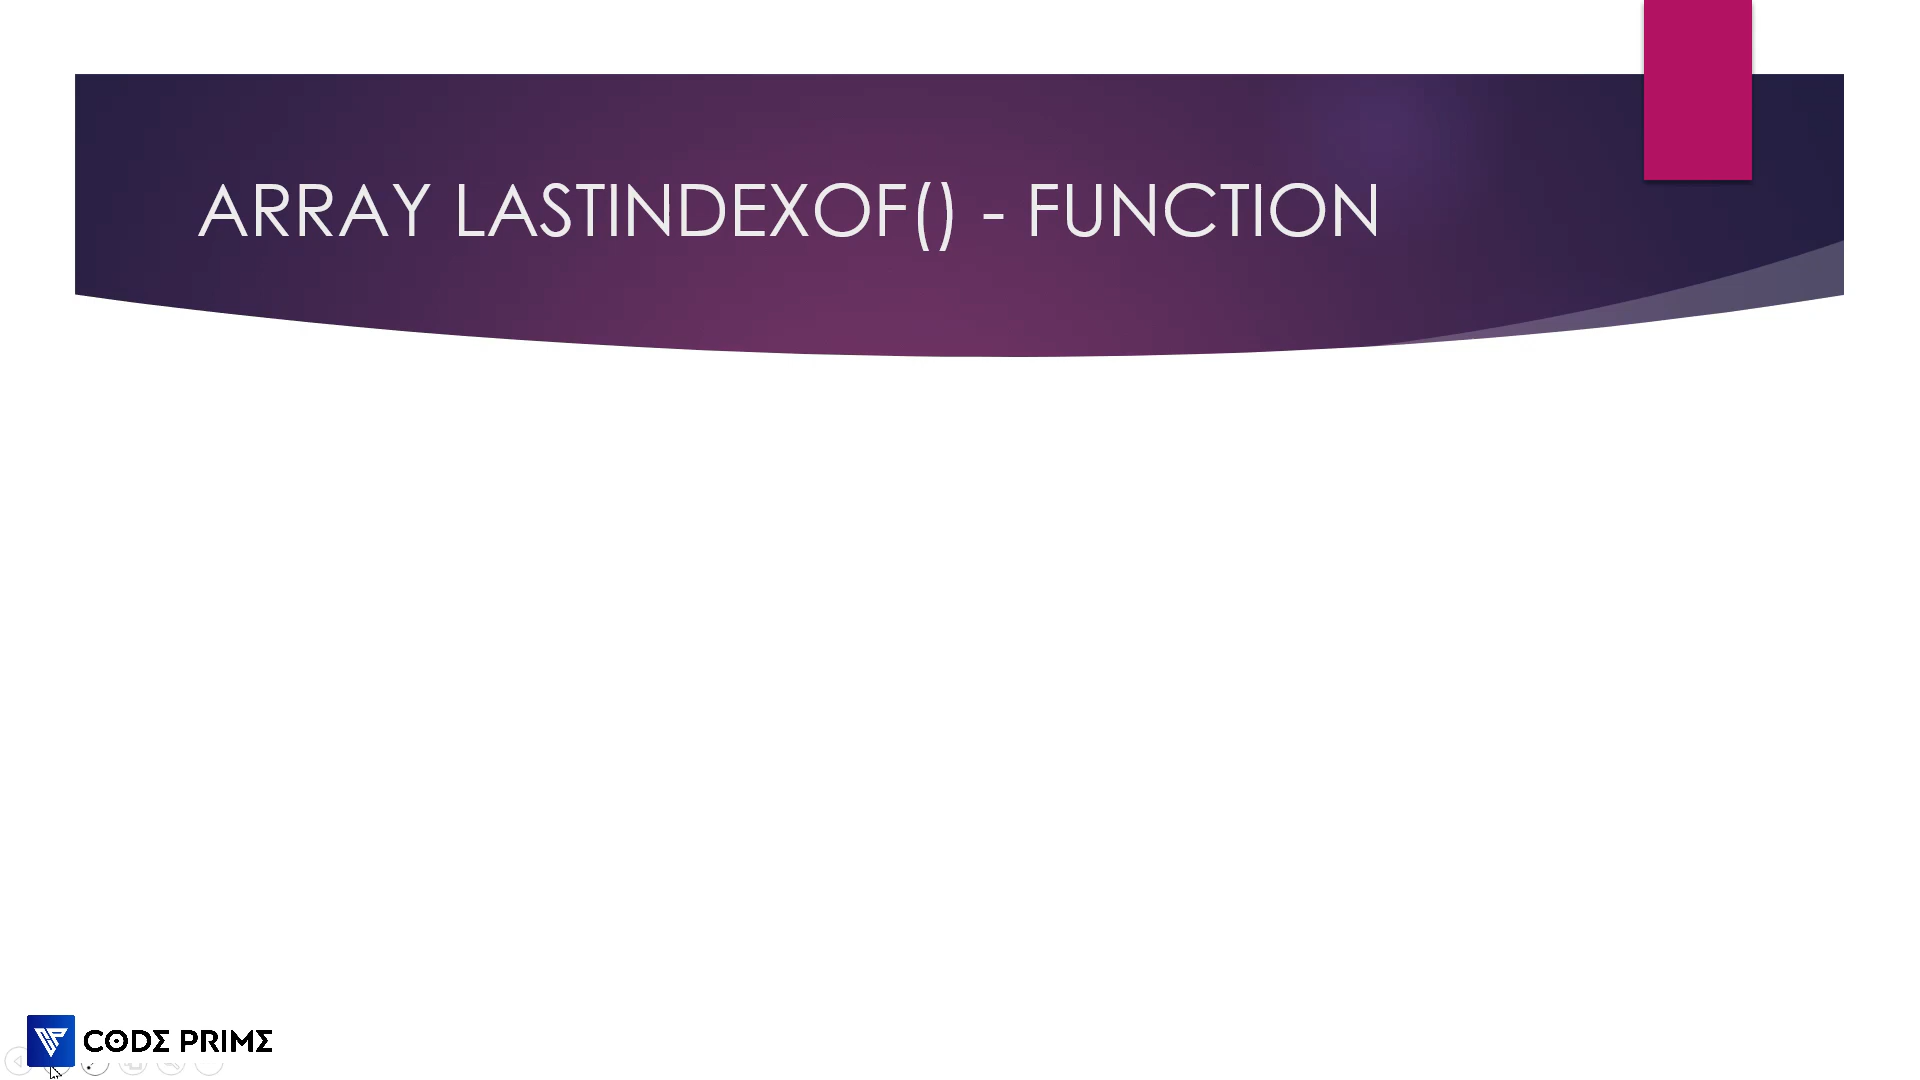 ARRAY LASTINDEXOF() - FUNCTION
CODΣ PRIMΣ